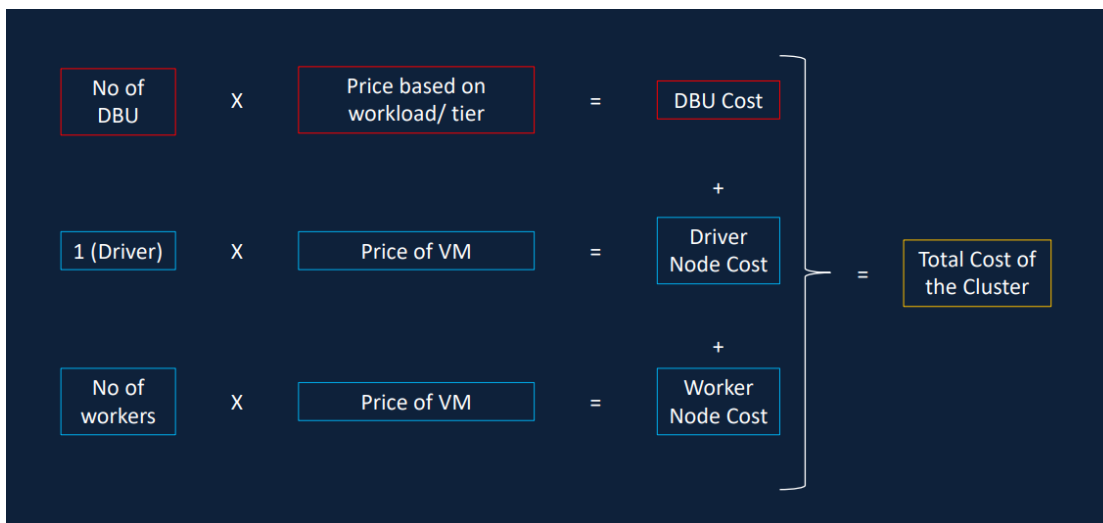 No of
DBU
X
Price based on
workload/ tier
=
DBU Cost
+
1 (Driver)
X
Price of VM
=
Driver
Node Cost
=
Total Cost of
the Cluster
+
No of
workers
X
Price of VM
=
Worker
Node Cost